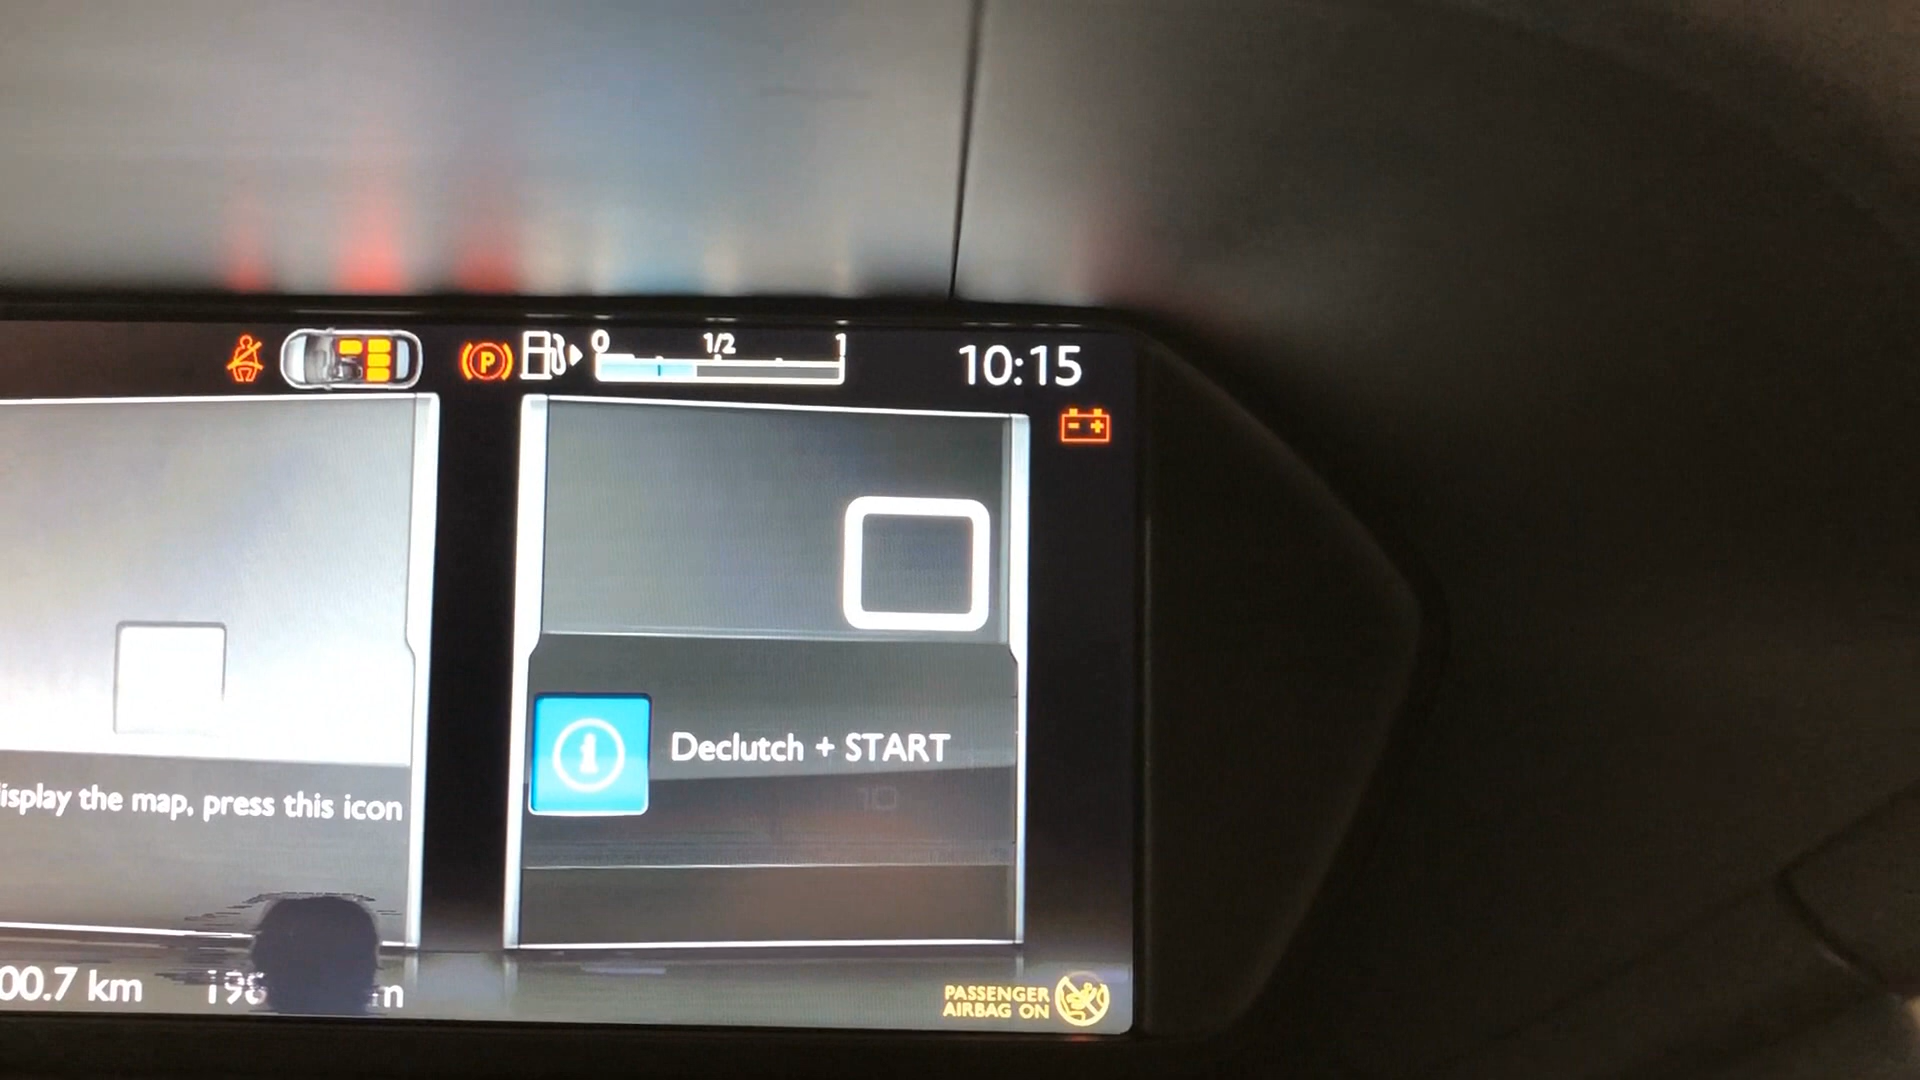 P
0 1/2 1
10:15
Declutch + START
isplay the map, press this icon
00.7 km
PASSENGER
AIRBAG ON